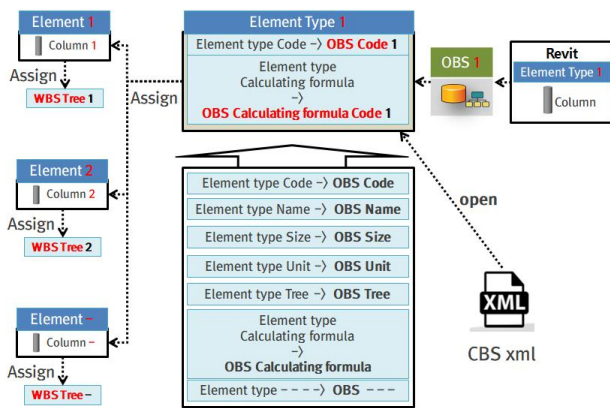 Element 1
Column 1
Assign
WBS Tree 1
Element 2
Column 2
Assign
WBS Tree 2
Element –
Column –
Assign
WBS Tree –
Assign
Element Type 1
Element type Code –> OBS Code 1
Element type
Calculating formula
–>
OBS Calculating formula Code 1
Element type Code –> OBS Code
Element type Name –> OBS Name
Element type Size –> OBS Size
Element type Unit –> OBS Unit
Element type Tree –> OBS Tree
Element type
Calculating formula
–>
OBS Calculating formula
Element type – – – –> OBS – – –
OBS 1
Revit
Element Type 1
Column
open
XML
CBS xml